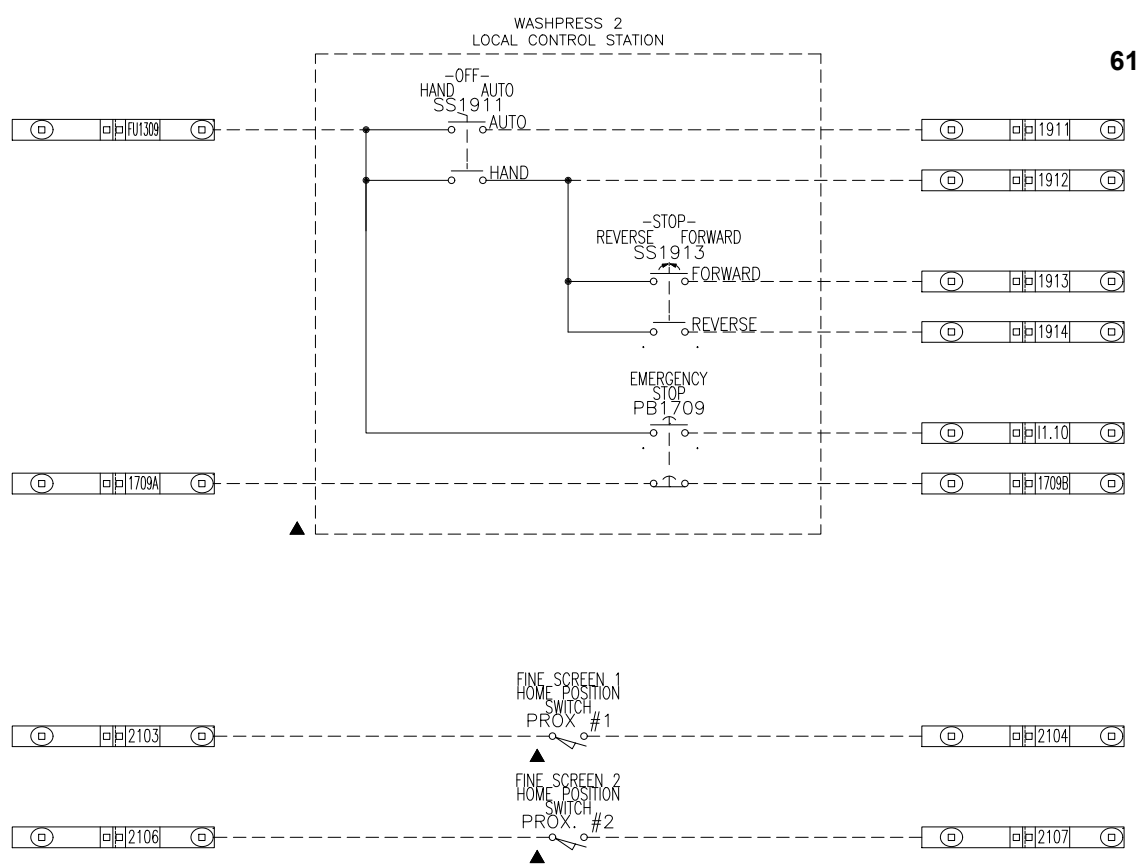 WASHPRESS 2
LOCAL CONTROL STATION
61
-OFF-
HAND AUTO
SS1911
FU1309
AUTO
1911
HAND
1912
-STOP-
REVERSE FORWARD
SS1913
FORWARD
1913
REVERSE
1914
EMERGENCY
STOP
PB1709
I1.10
1709A
1709B
FINE SCREEN 1
HOME POSITION
SWITCH
PROX #1
2103
2104
FINE SCREEN 2
HOME POSITION
SWITCH
PROX. #2
2106
2107